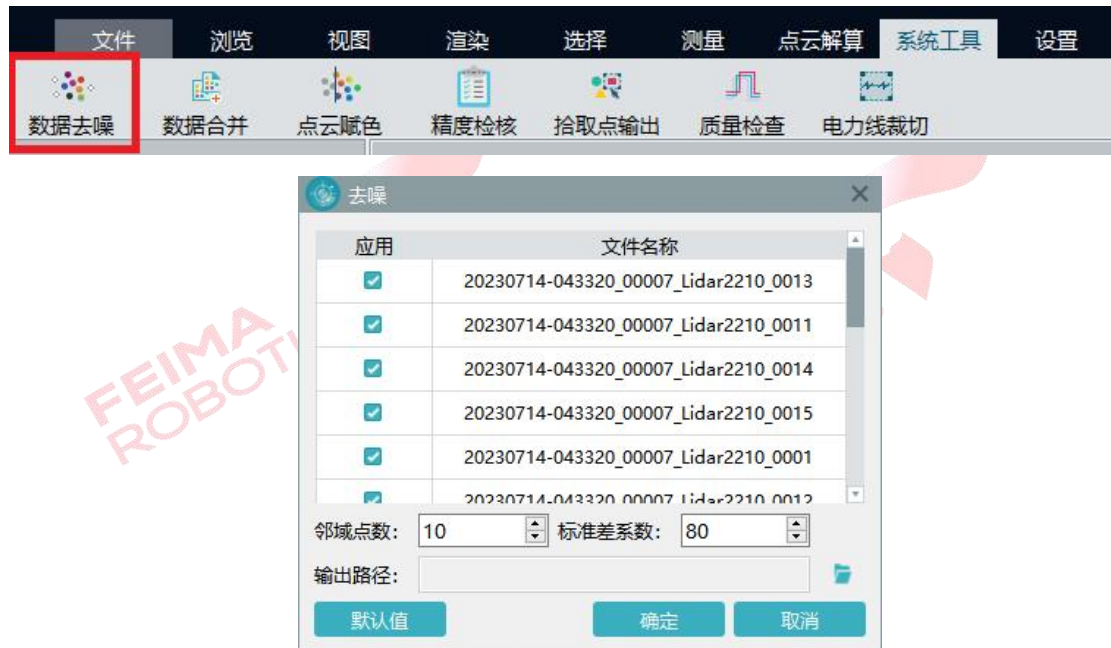 文件 浏览 视图 渲染 选择 测量 点云解算 系统工具 设置
数据去噪 数据合并 点云赋色 精度检核 拾取点输出 质量检查 电力线裁切
去噪
应用 文件名称
20230714-043320_00007_Lidar2210_0013
20230714-043320_00007_Lidar2210_0011
20230714-043320_00007_Lidar2210_0014
20230714-043320_00007_Lidar2210_0015
20230714-043320_00007_Lidar2210_0001
20230714-043320_00007_Lidar2210_0012
邻域点数: 10 标准差系数: 80
输出路径:
默认值 确定 取消
FEIMA